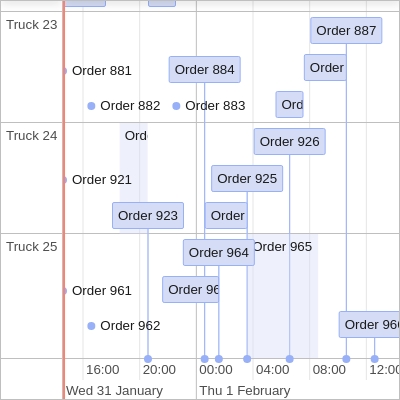 Truck 23
Order 887
Order 881
Order 884
Order
Order 882
Order 883
Ord
Truck 24
Orde
Order 926
Order 921
Order 925
Order 923
Order
Truck 25
Order 964
Order 965
Order 961
Order 96
Order 962
Order 966
16:00
20:00
00:00
04:00
08:00
12:00
Wed 31 January
Thu 1 February